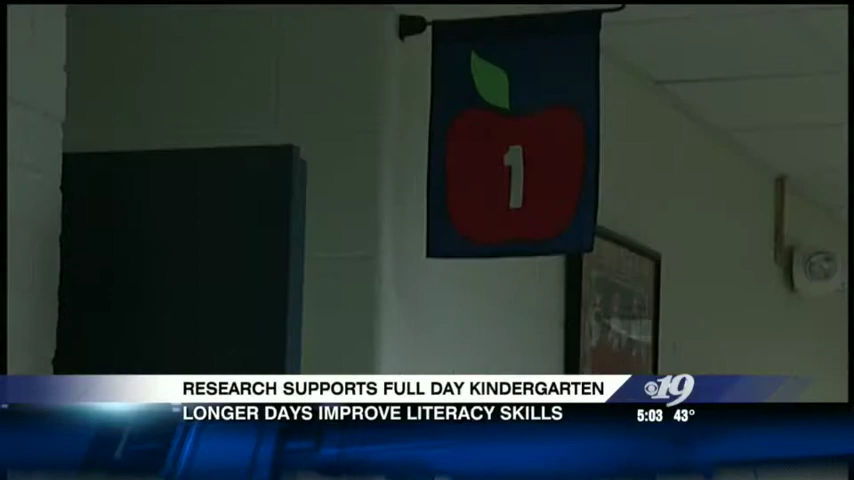 1
RESEARCH SUPPORTS FULL DAY KINDERGARTEN
19
LONGER DAYS IMPROVE LITERACY SKILLS
5:03 43°